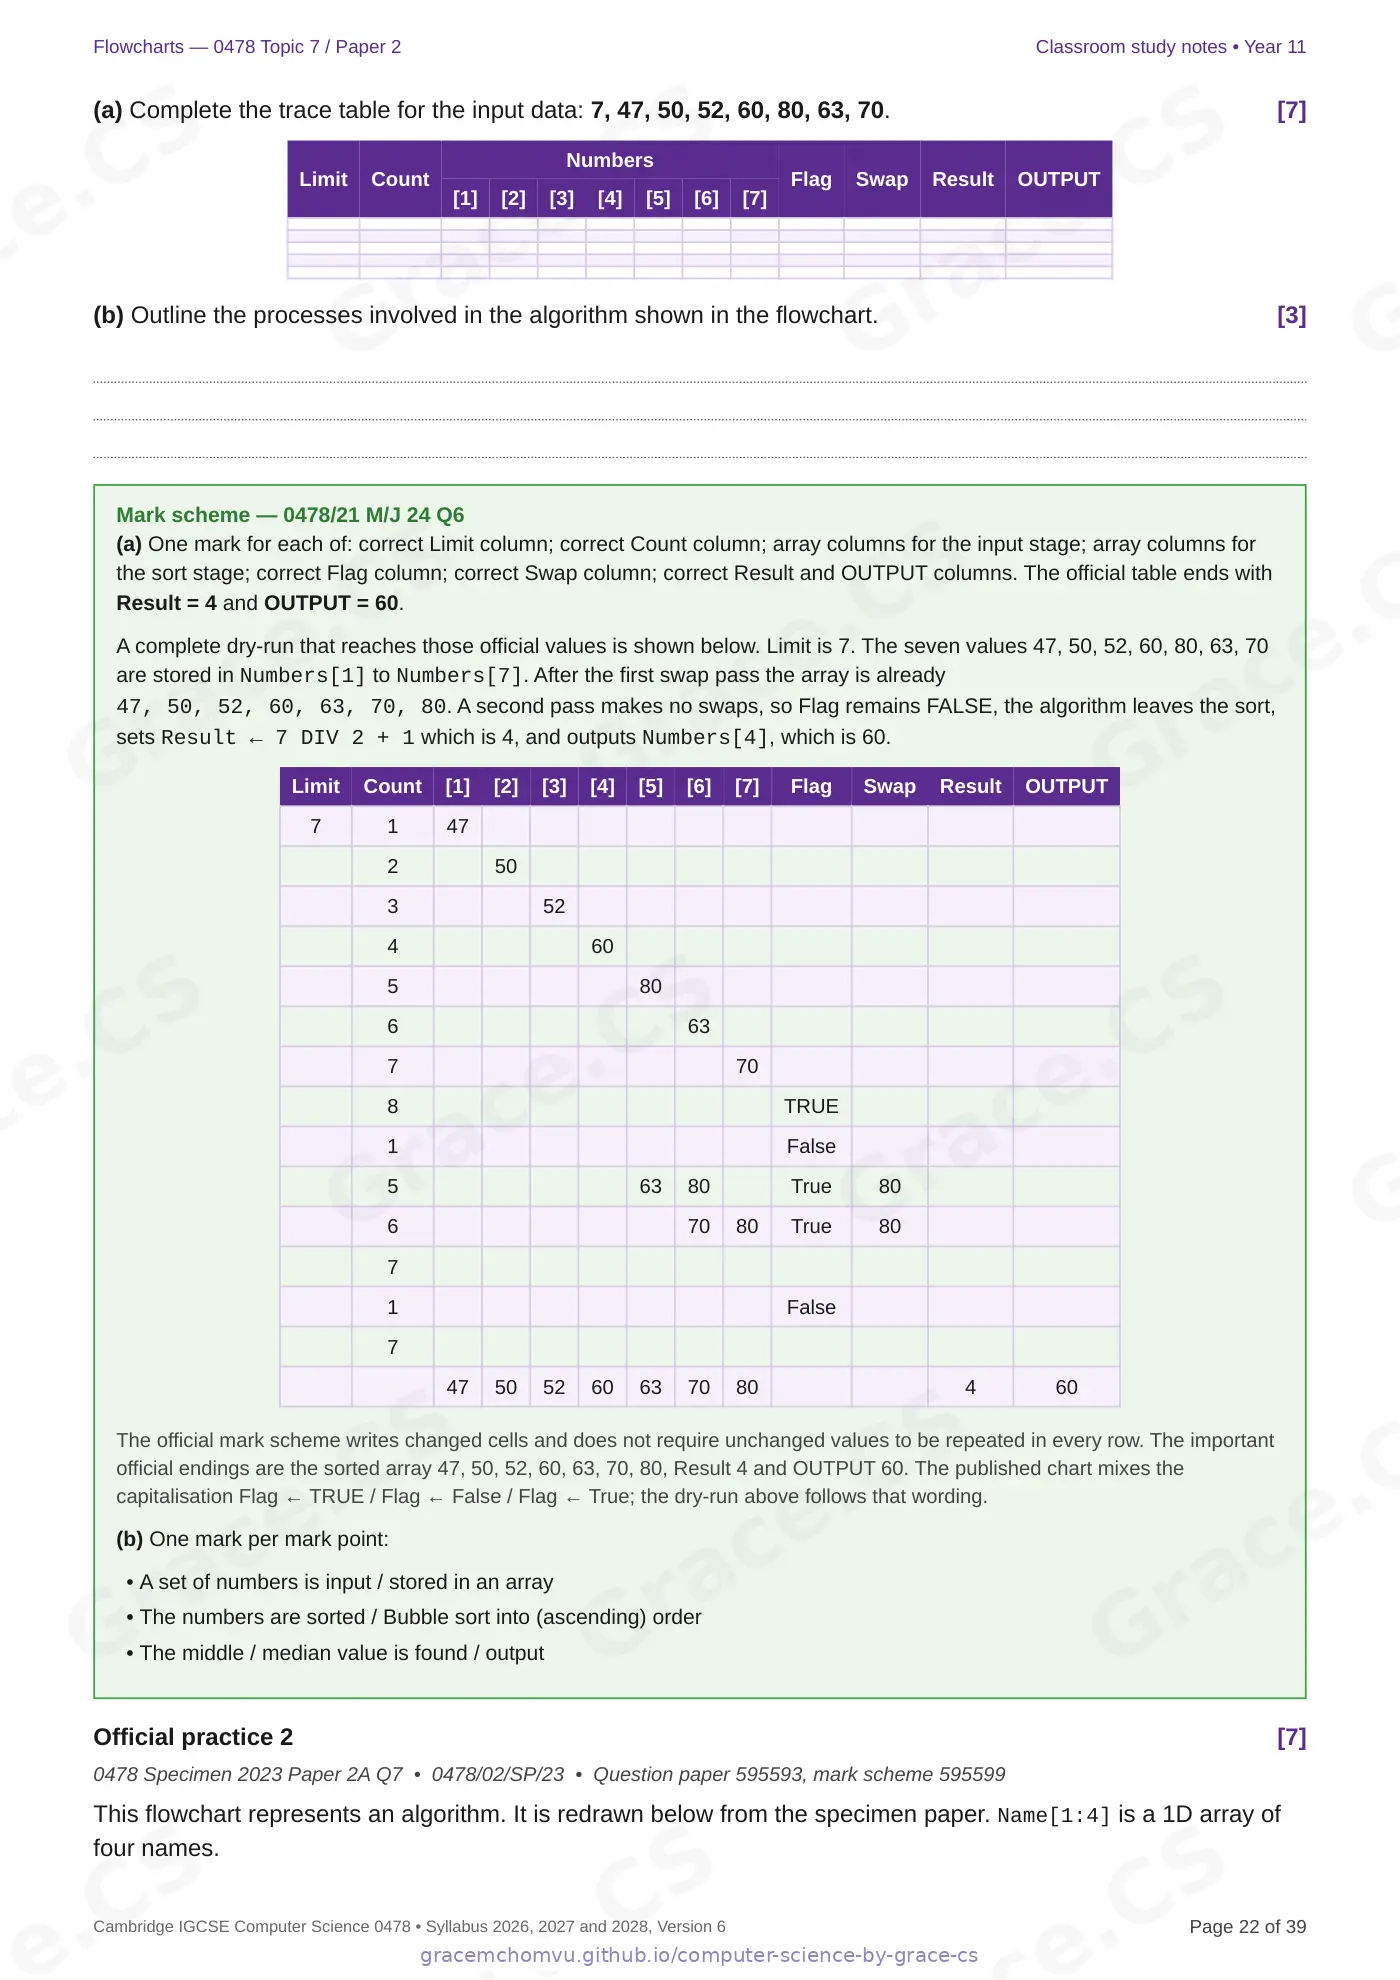 Flowcharts — 0478 Topic 7 / Paper 2
Classroom study notes • Year 11
(a) Complete the trace table for the input data: 7, 47, 50, 52, 60, 80, 63, 70. [7]
Limit Count Numbers Flag Swap Result OUTPUT
[1] [2] [3] [4] [5] [6] [7]
(b) Outline the processes involved in the algorithm shown in the flowchart. [3]
Mark scheme — 0478/21 M/J 24 Q6
(a) One mark for each of: correct Limit column; correct Count column; array columns for the input stage; array columns for
the sort stage; correct Flag column; correct Swap column; correct Result and OUTPUT columns. The official table ends with
Result = 4 and OUTPUT = 60.
A complete dry-run that reaches those official values is shown below. Limit is 7. The seven values 47, 50, 52, 60, 80, 63, 70
are stored in Numbers[1] to Numbers[7]. After the first swap pass the array is already
47, 50, 52, 60, 63, 70, 80. A second pass makes no swaps, so Flag remains FALSE, the algorithm leaves the sort,
sets Result ← 7 DIV 2 + 1 which is 4, and outputs Numbers[4], which is 60.
Limit Count [1] [2] [3] [4] [5] [6] [7] Flag Swap Result OUTPUT
7 1 47
2 50
3 52
4 60
5 80
6 63
7 70
8 TRUE
1 False
5 63 80 True 80
6 70 80 True 80
7
1 False
7
47 50 52 60 63 70 80 4 60
The official mark scheme writes changed cells and does not require unchanged values to be repeated in every row. The important
official endings are the sorted array 47, 50, 52, 60, 63, 70, 80, Result 4 and OUTPUT 60. The published chart mixes the
capitalisation Flag ← TRUE / Flag ← False / Flag ← True; the dry-run above follows that wording.
(b) One mark per mark point:
• A set of numbers is input / stored in an array
• The numbers are sorted / Bubble sort into (ascending) order
• The middle / median value is found / output
Official practice 2 [7]
0478 Specimen 2023 Paper 2A Q7 • 0478/02/SP/23 • Question paper 595593, mark scheme 595599
This flowchart represents an algorithm. It is redrawn below from the specimen paper. Name[1:4] is a 1D array of
four names.
Cambridge IGCSE Computer Science 0478 • Syllabus 2026, 2027 and 2028, Version 6
Page 22 of 39
gracemchomvu.github.io/computer-science-by-grace-cs
Grace.CS